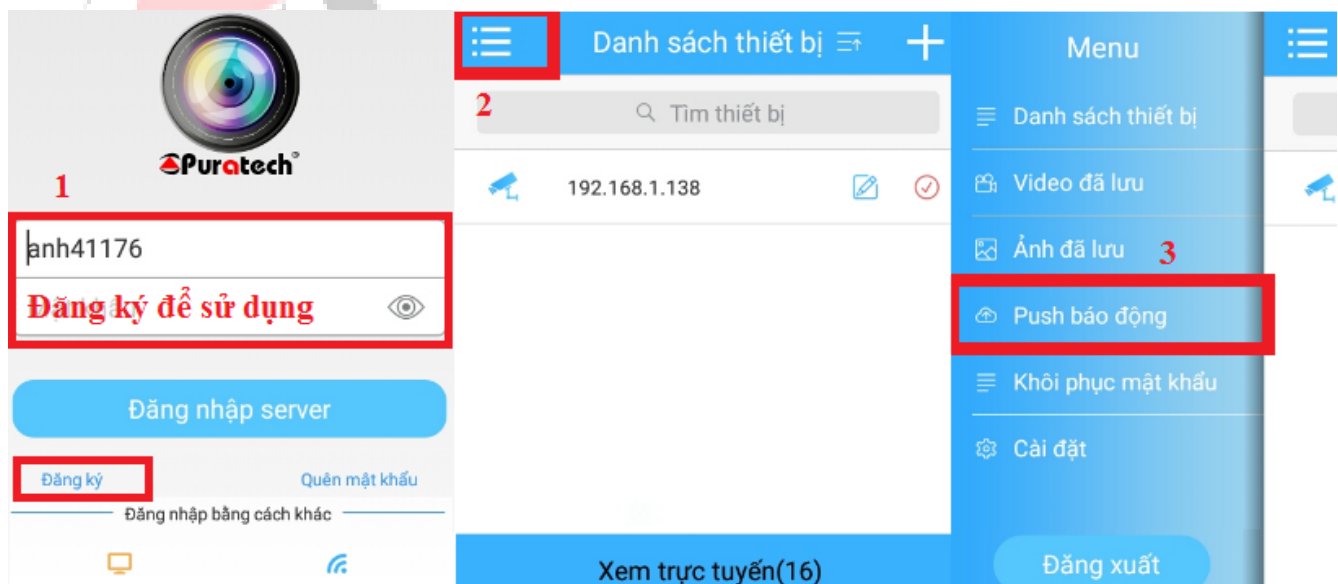 Puratech
1
anh41176
Đăng ký để sử dụng
Đăng nhập server
Đăng ký
Quên mật khẩu
Đăng nhập bằng cách khác
Danh sách thiết bị
2
Tìm thiết bị
192.168.1.138
Xem trực tuyến(16)
Menu
Danh sách thiết bị
Video đã lưu
Ảnh đã lưu
3
Push báo động
Khôi phục mật khẩu
Cài đặt
Đăng xuất